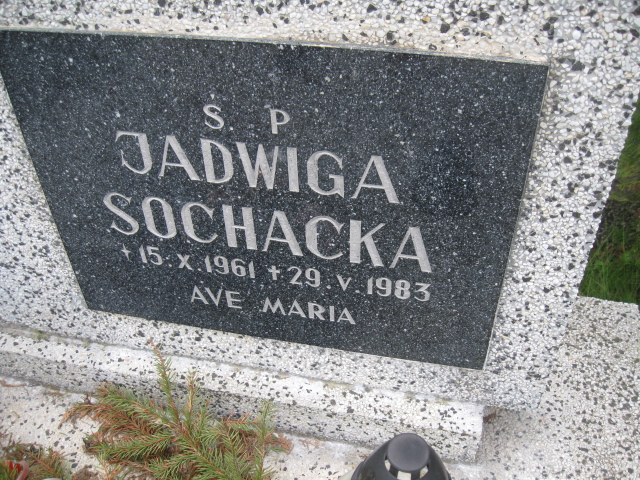 Ś P
JADWIGA
SOCHACKA
+15.X.1961 +29.V.1983
AVE MARIA